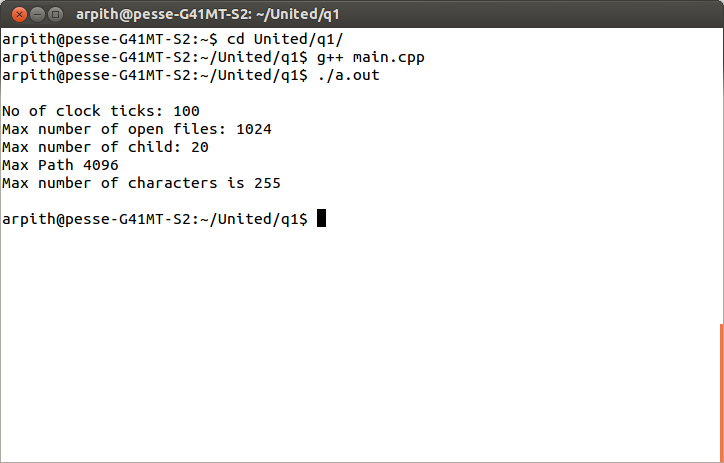 arpith@pesse-G41MT-S2: ~/United/q1
arpith@pesse-G41MT-S2:~$ cd United/q1/
arpith@pesse-G41MT-S2:~/United/q1$ g++ main.cpp
arpith@pesse-G41MT-S2:~/United/q1$ ./a.out
No of clock ticks: 100
Max number of open files: 1024
Max number of child: 20
Max Path 4096
Max number of characters is 255
arpith@pesse-G41MT-S2:~/United/q1$